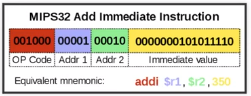 MIPS32 Add Immediate Instruction
001000 00001 00010 0000000101011110
OP Code Addr 1 Addr 2 Immediate value
Equivalent mnemonic: addi $r1, $r2, 350